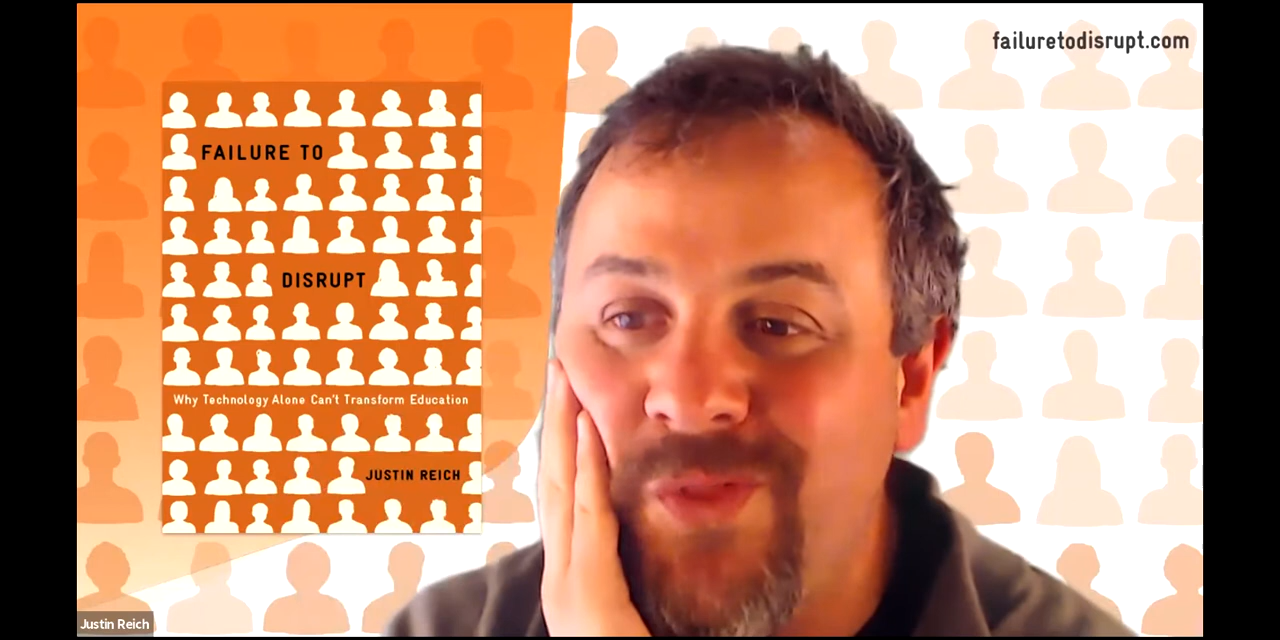 failuretodisrupt.com
FAILURE TO
DISRUPT
Why Technology Alone Can't Transform Education
JUSTIN REICH
Justin Reich